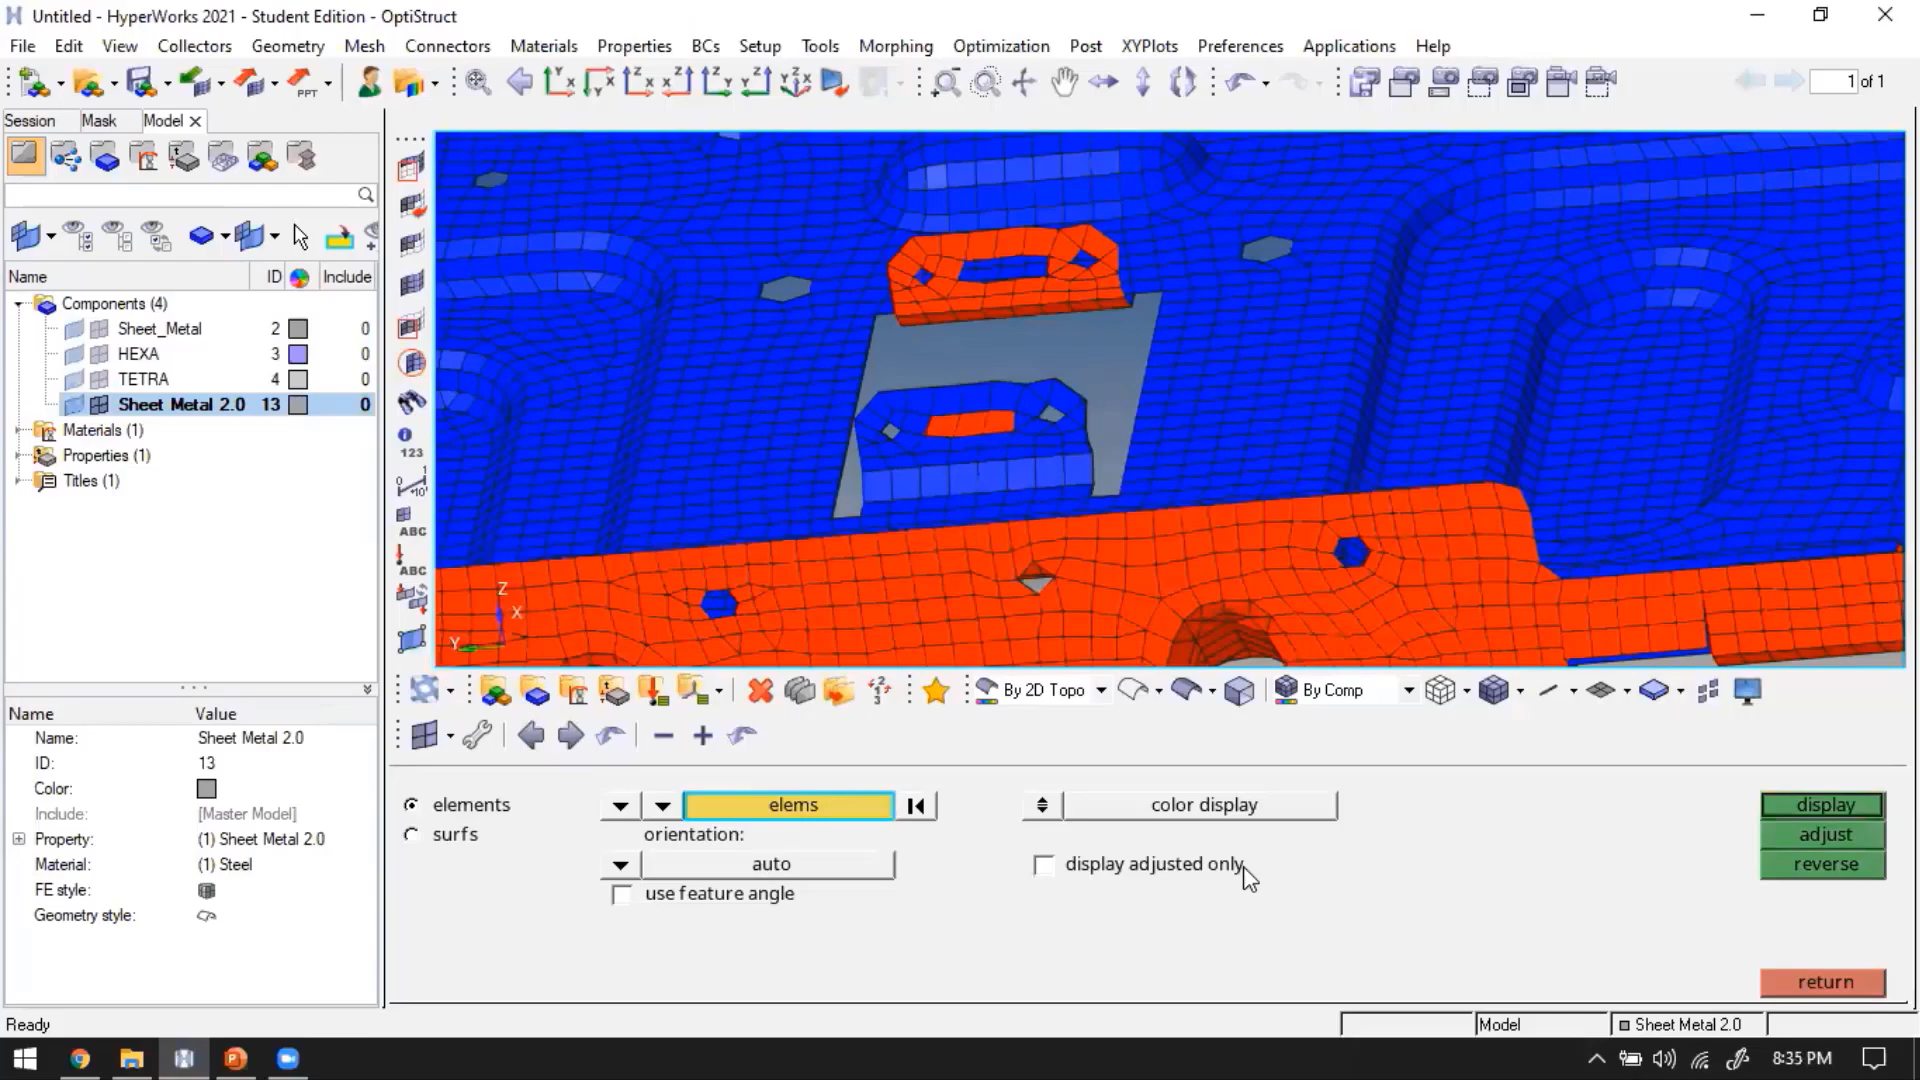 Untitled - HyperWorks 2021 - Student Edition - OptiStruct
File Edit View Collectors Geometry Mesh Connectors Materials Properties BCs Setup Tools Morphing Optimization Post XYPlots Preferences Applications Help
PPT
1 of 1
Session Mask Model
Name ID Include
Components (4)
Sheet_Metal 2 0
HEXA 3 0
TETRA 4 0
Sheet Metal 2.0 13 0
Materials (1)
Properties (1)
Titles (1)
123
ABC
ABC
Z
X
Y
By 2D Topo By Comp
Name Value
Name: Sheet Metal 2.0
ID: 13
Color:
Include: [Master Model]
Property: (1) Sheet Metal 2.0
Material: (1) Steel
FE style:
Geometry style:
elements elems color display display
surfs orientation: adjust
auto display adjusted only reverse
use feature angle
return
Ready Model Sheet Metal 2.0
8:35 PM